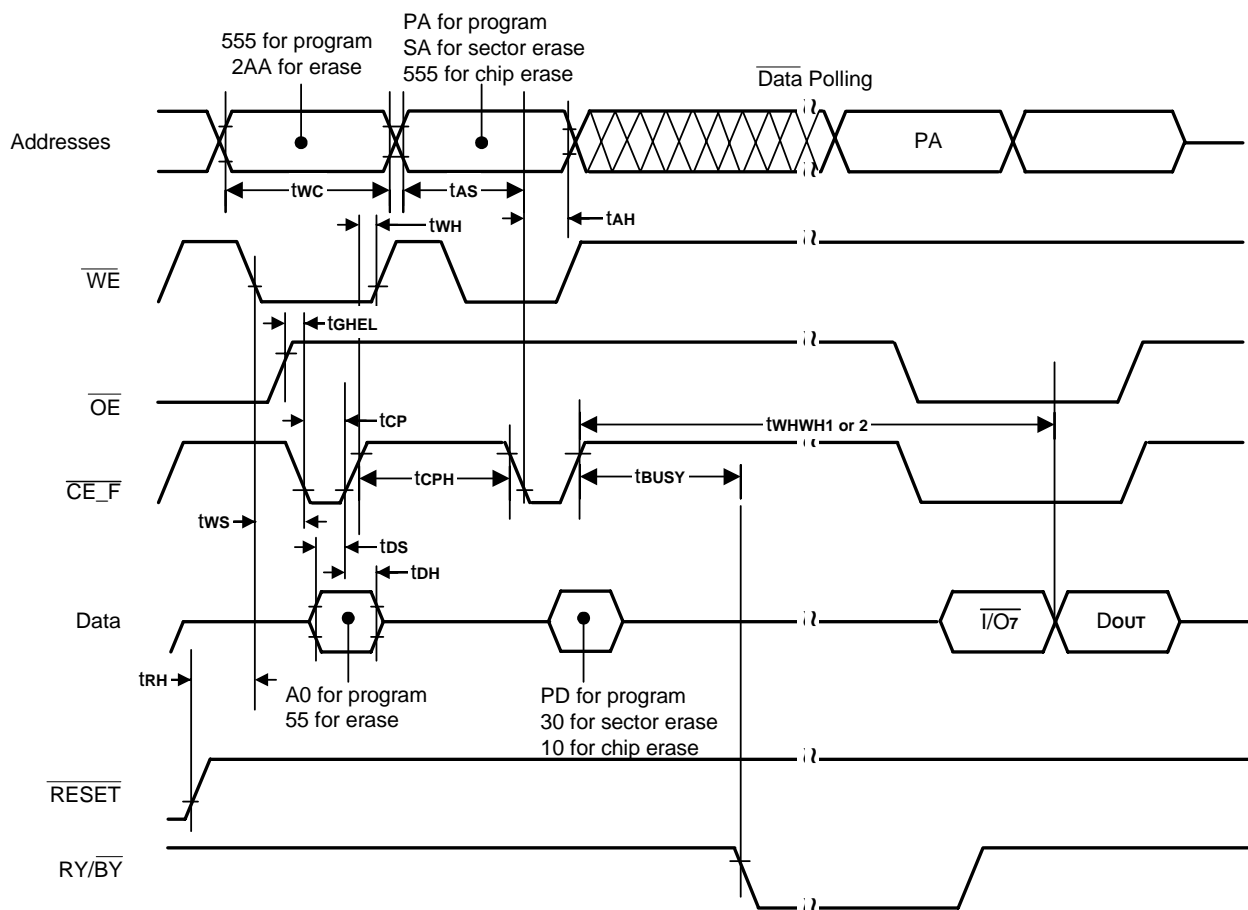 555 for program
2AA for erase
PA for program
SA for sector erase
555 for chip erase
Data Polling
Addresses
PA
tWC
tAS
tWH
tAH
WE
tGHEL
OE
tCP
tWHWH1 or 2
CE_F
tCPH
tBUSY
tWS
tDS
tDH
Data
I/O7
DOUT
tRH
A0 for program
55 for erase
PD for program
30 for sector erase
10 for chip erase
RESET
RY/BY